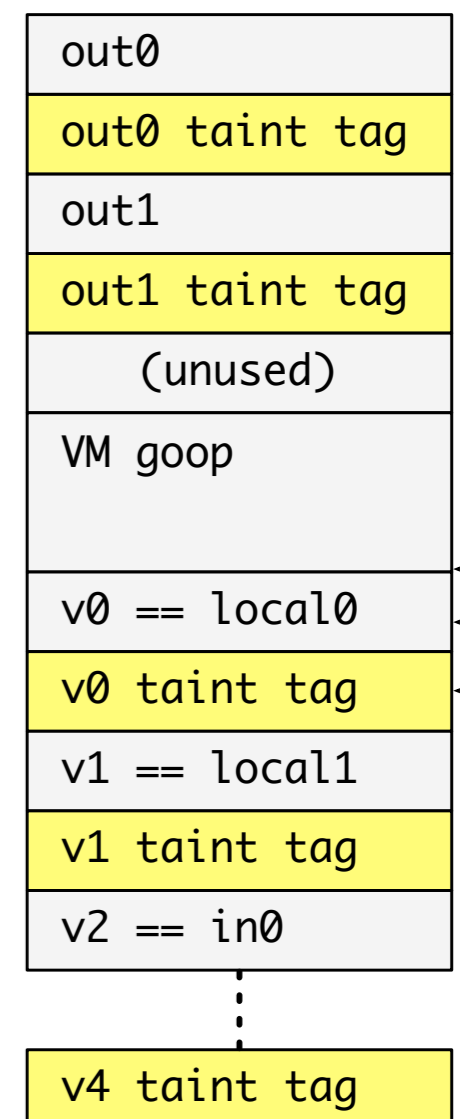 out0
out0 taint tag
out1
out1 taint tag
(unused)
VM goop
v0 == local0
v0 taint tag
v1 == local1
v1 taint tag
v2 == in0
v4 taint tag